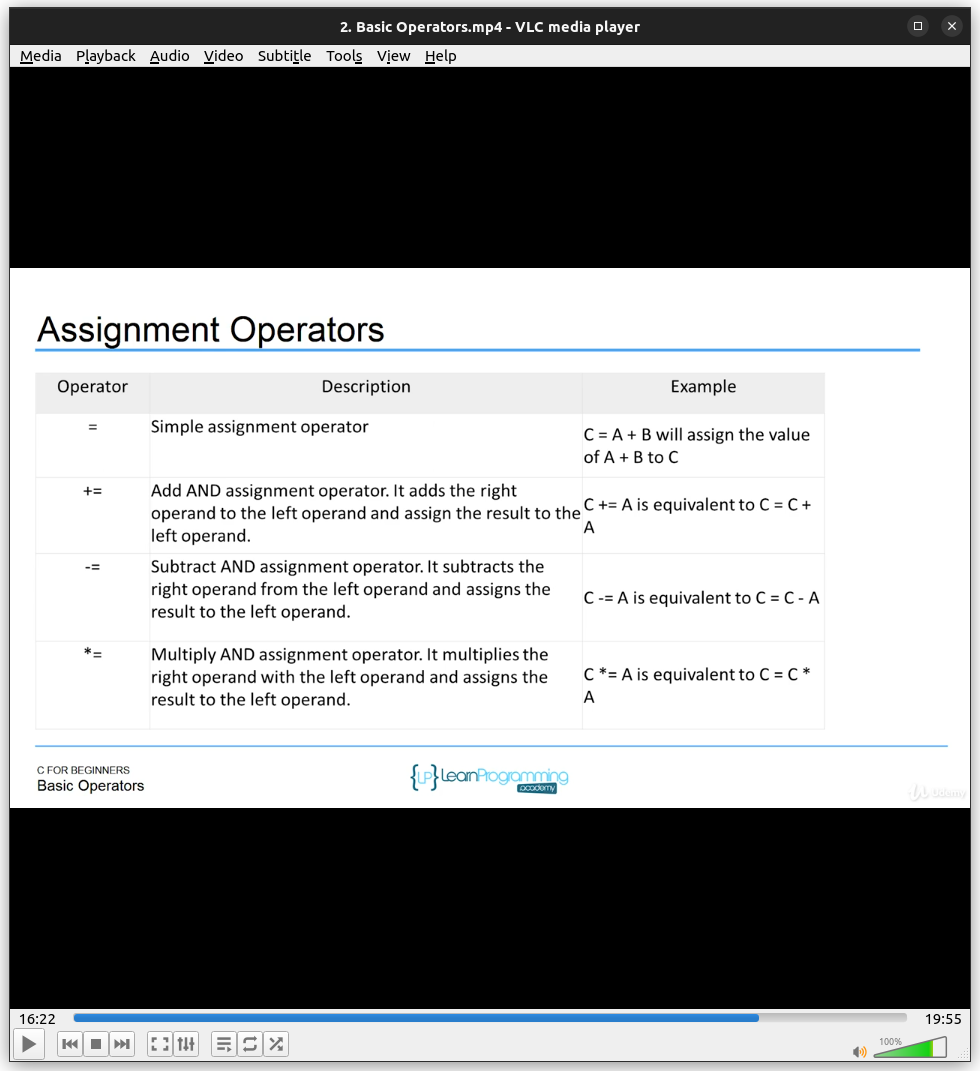 2. Basic Operators.mp4 - VLC media player
Media Playback Audio Video Subtitle Tools View Help
Assignment Operators
Operator Description Example
=
Simple assignment operator
C = A + B will assign the value
of A + B to C
+=
Add AND assignment operator. It adds the right
operand to the left operand and assign the result to the
left operand.
C += A is equivalent to C = C +
A
-=
Subtract AND assignment operator. It subtracts the
right operand from the left operand and assigns the
result to the left operand.
C -= A is equivalent to C = C - A
*=
Multiply AND assignment operator. It multiplies the
right operand with the left operand and assigns the
result to the left operand.
C *= A is equivalent to C = C *
A
C FOR BEGINNERS
Basic Operators
{LP} LearnProgramming
academy
Udemy
16:22 19:55
100%